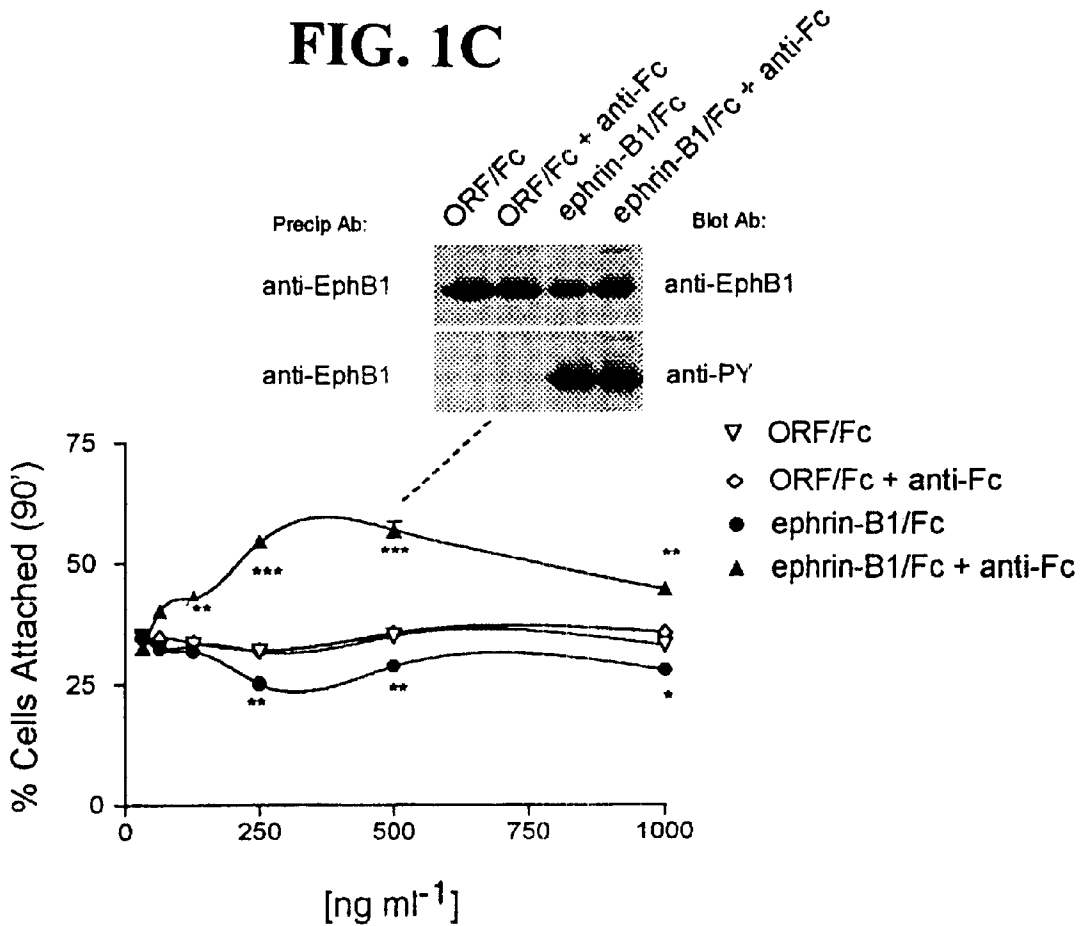 FIG. 1C
ORF/Fc
ORF/Fc + anti-Fc
ephrin-B1/Fc
ephrin-B1/Fc + anti-Fc
Precip Ab:
Blot Ab:
anti-EphB1
anti-EphB1
anti-EphB1
anti-PY
ORF/Fc
ORF/Fc + anti-Fc
ephrin-B1/Fc
ephrin-B1/Fc + anti-Fc
% Cells Attached (90')
75
50
25
0
**
***
***
**
**
**
*
0
250
500
750
1000
[ng ml-1]